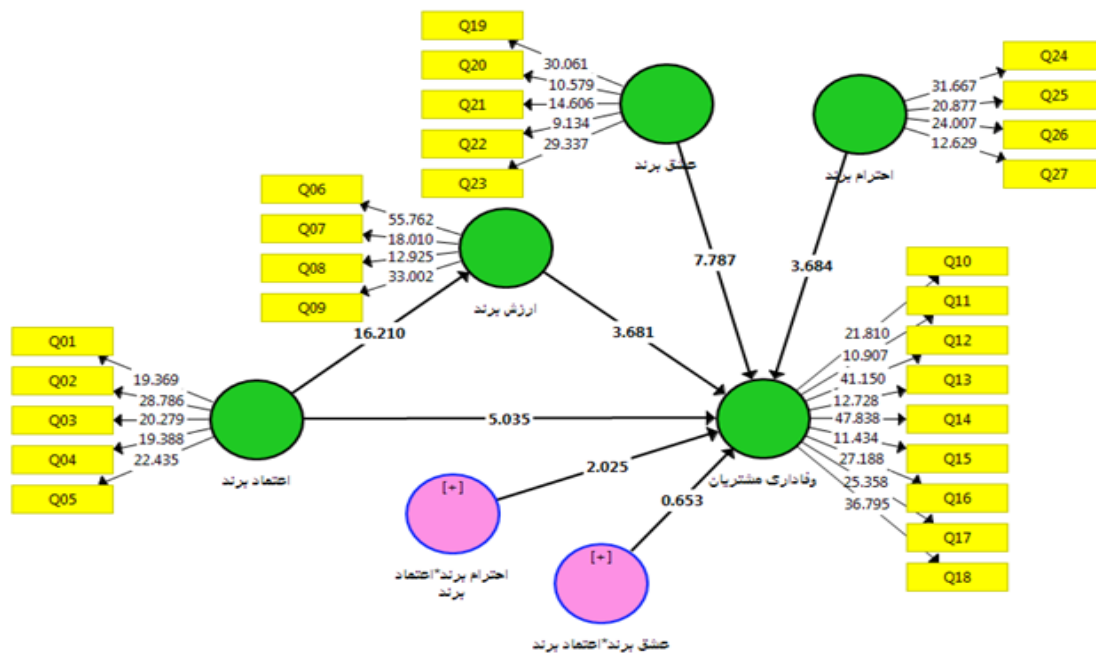 Q19
Q20
Q21
Q22
Q23
30.061
10.579
14.606
9.134
29.337
عشق برند
Q24
Q25
Q26
Q27
31.667
20.877
24.007
12.629
احترام برند
Q06
Q07
Q08
Q09
55.762
18.010
12.925
33.002
ارزش برند
7.787
3.684
16.210
3.681
Q01
Q02
Q03
Q04
Q05
19.369
28.786
20.279
19.388
22.435
اعتماد برند
5.035
2.025
0.653
Q10
Q11
Q12
Q13
Q14
Q15
Q16
Q17
Q18
21.810
10.907
41.150
12.728
47.838
11.434
27.188
25.358
36.795
وفاداری مشتریان
[+]
احترام برند*اعتماد
برند
[+]
عشق برند*اعتماد برند